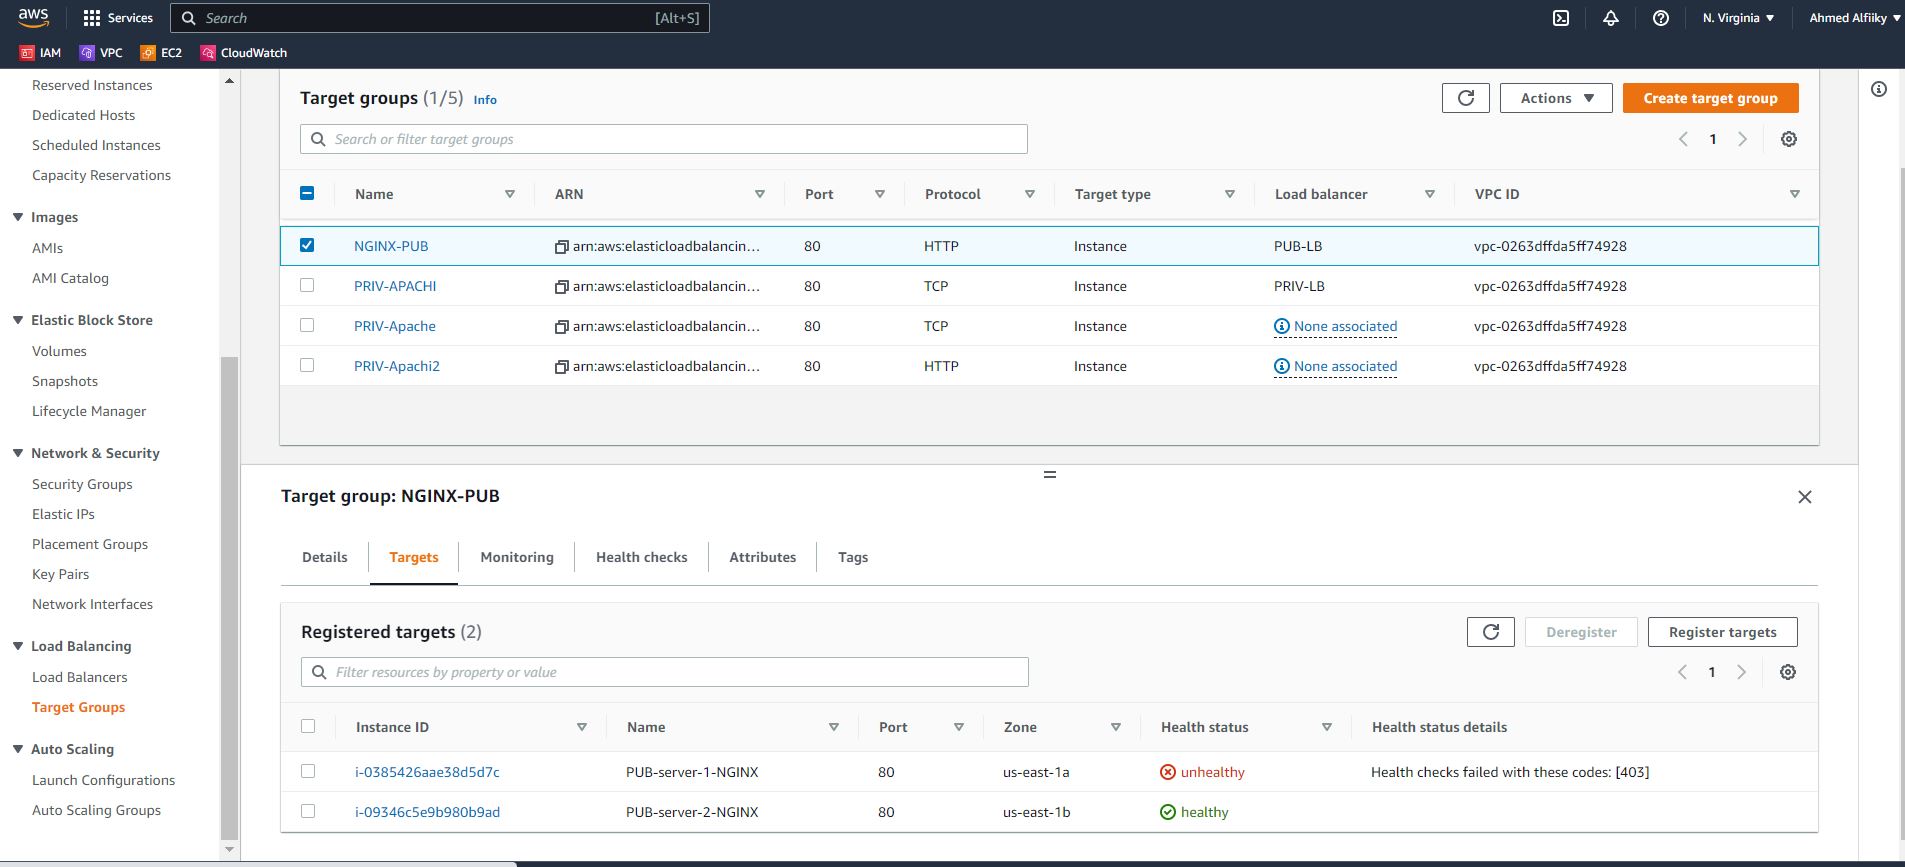 aws Services Search [Alt+S] N. Virginia Ahmed Alfiiky
IAM VPC EC2 CloudWatch
Reserved Instances
Dedicated Hosts
Scheduled Instances
Capacity Reservations
Images
AMIs
AMI Catalog
Elastic Block Store
Volumes
Snapshots
Lifecycle Manager
Network & Security
Security Groups
Elastic IPs
Placement Groups
Key Pairs
Network Interfaces
Load Balancing
Load Balancers
Target Groups
Auto Scaling
Launch Configurations
Auto Scaling Groups
Target groups (1/5) Info Actions Create target group
Search or filter target groups 1
Name ARN Port Protocol Target type Load balancer VPC ID
NGINX-PUB arn:aws:elasticloadbalancin... 80 HTTP Instance PUB-LB vpc-0263dffda5ff74928
PRIV-APACHI arn:aws:elasticloadbalancin... 80 TCP Instance PRIV-LB vpc-0263dffda5ff74928
PRIV-Apache arn:aws:elasticloadbalancin... 80 TCP Instance None associated vpc-0263dffda5ff74928
PRIV-Apachi2 arn:aws:elasticloadbalancin... 80 HTTP Instance None associated vpc-0263dffda5ff74928
Target group: NGINX-PUB
Details Targets Monitoring Health checks Attributes Tags
Registered targets (2) Deregister Register targets
Filter resources by property or value 1
Instance ID Name Port Zone Health status Health status details
i-0385426aae38d5d7c PUB-server-1-NGINX 80 us-east-1a unhealthy Health checks failed with these codes: [403]
i-09346c5e9b980b9ad PUB-server-2-NGINX 80 us-east-1b healthy